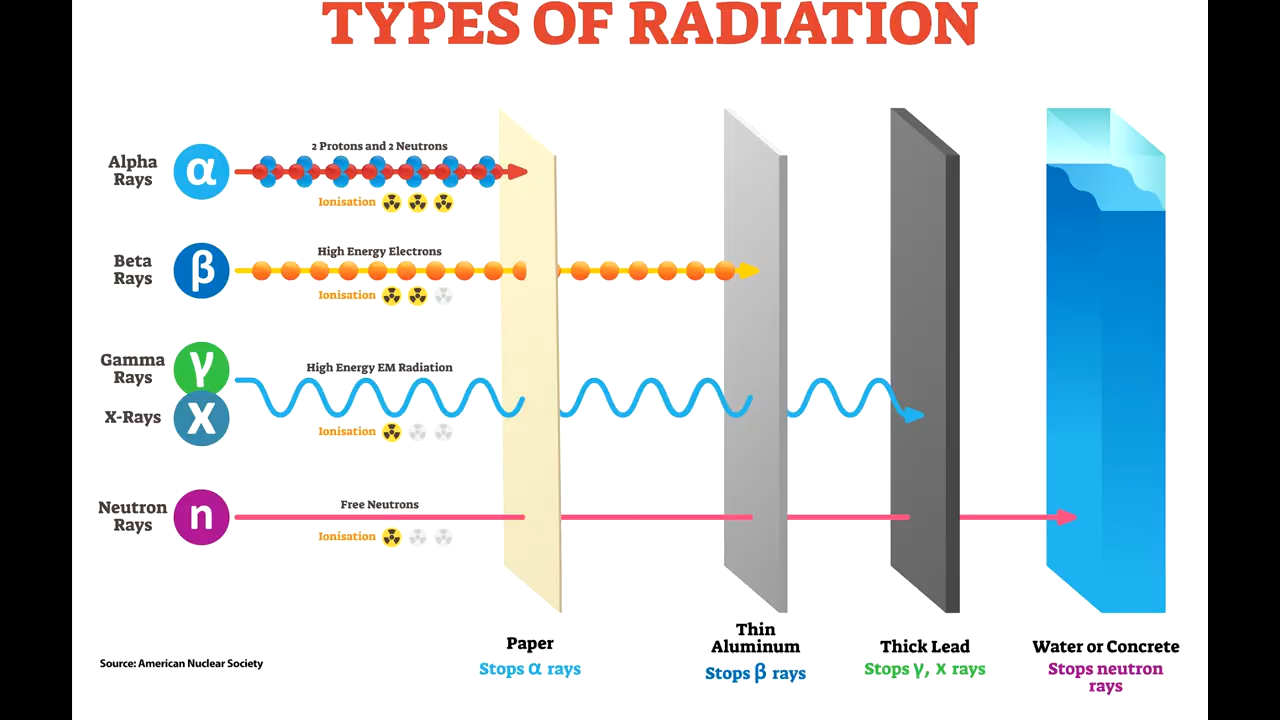 TYPES OF RADIATION
Alpha
Rays
α
2 Protons and 2 Neutrons
Ionisation
Beta
Rays
β
High Energy Electrons
Ionisation
Gamma
Rays
γ
High Energy EM Radiation
X-Rays
X
Ionisation
Neutron
Rays
n
Free Neutrons
Ionisation
Paper
Stops α rays
Thin
Aluminum
Stops β rays
Thick Lead
Stops γ, x rays
Water or Concrete
Stops neutron
rays
Source: American Nuclear Society